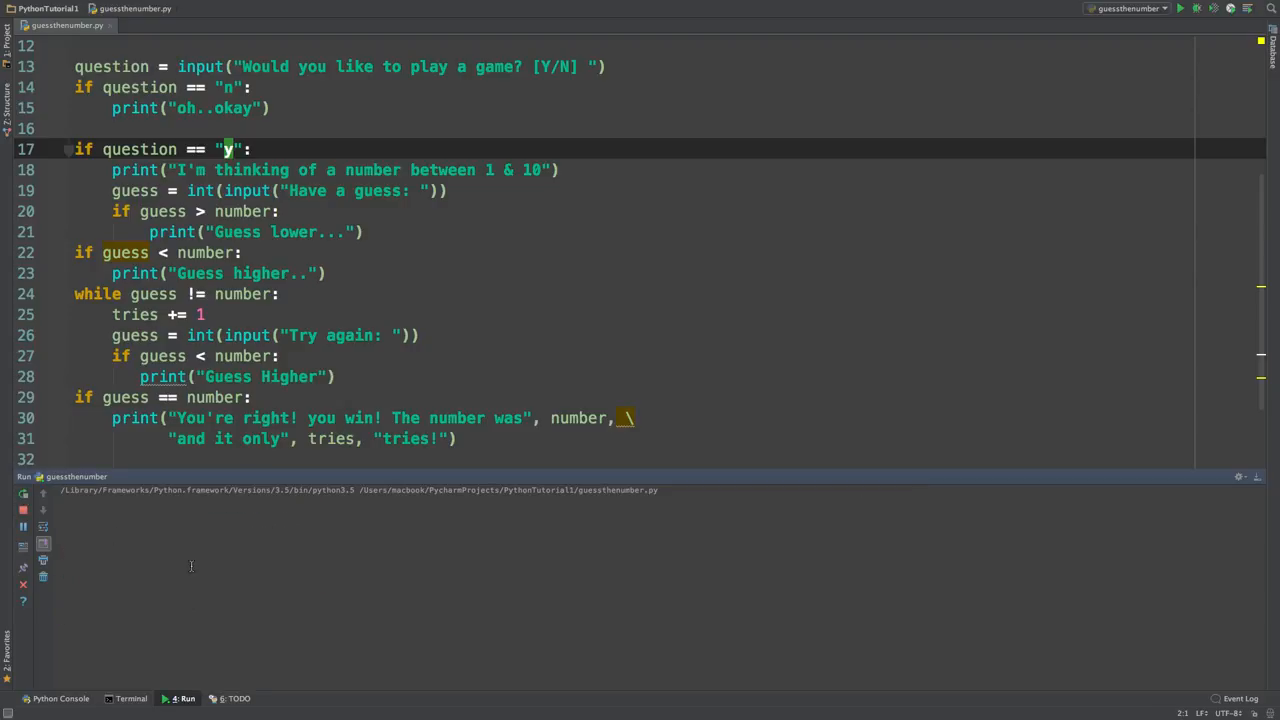 PythonTutorial1 guessthenumber.py guessthenumber
guessthenumber.py
1: Project
Z: Structure
2: Favorites
Database
12
13 question = input("Would you like to play a game? [Y/N] ")
14 if question == "n":
15 print("oh..okay")
16
17 if question == "y":
18 print("I'm thinking of a number between 1 & 10")
19 guess = int(input("Have a guess: "))
20 if guess > number:
21 print("Guess lower...")
22 if guess < number:
23 print("Guess higher..")
24 while guess != number:
25 tries += 1
26 guess = int(input("Try again: "))
27 if guess < number:
28 print("Guess Higher")
29 if guess == number:
30 print("You're right! you win! The number was", number, \
31 "and it only", tries, "tries!")
32
Run guessthenumber
/Library/Frameworks/Python.framework/Versions/3.5/bin/python3.5 /Users/macbook/PycharmProjects/PythonTutorial1/guessthenumber.py
Python Console Terminal 4: Run 6: TODO Event Log
2:1 LF÷ UTF-8÷